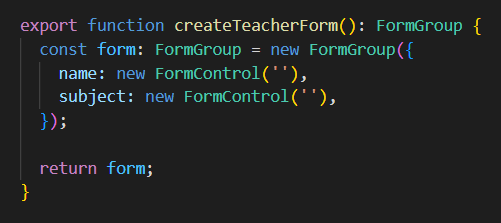 export function createTeacherForm(): FormGroup {
  const form: FormGroup = new FormGroup({
    name: new FormControl(''),
    subject: new FormControl(''),
  });

  return form;
}